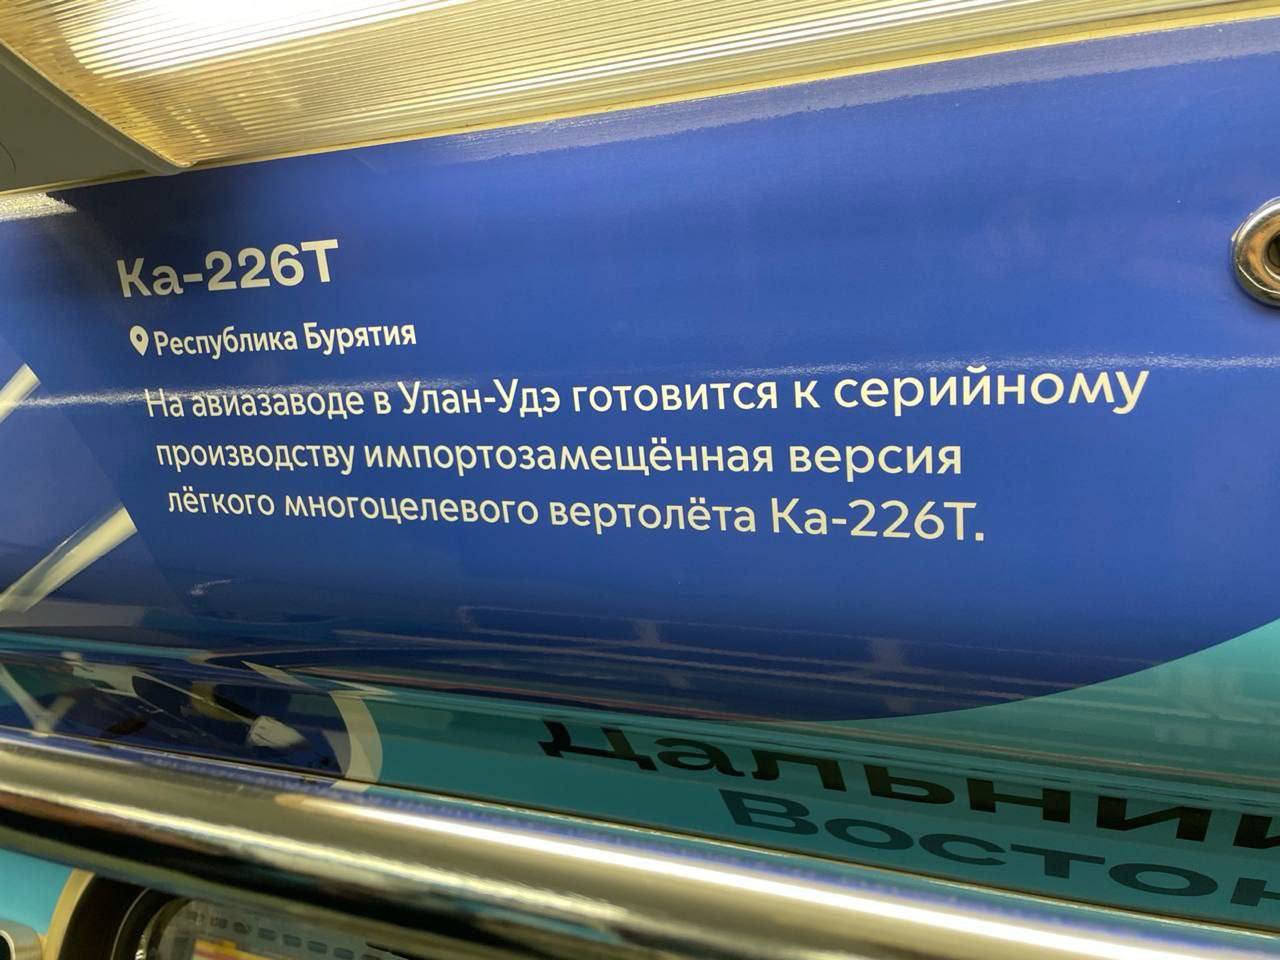 Ка-226Т
Республика Бурятия
На авиазаводе в Улан-Удэ готовится к серийному
производству импортозамещённая версия
лёгкого многоцелевого вертолёта Ка-226Т.